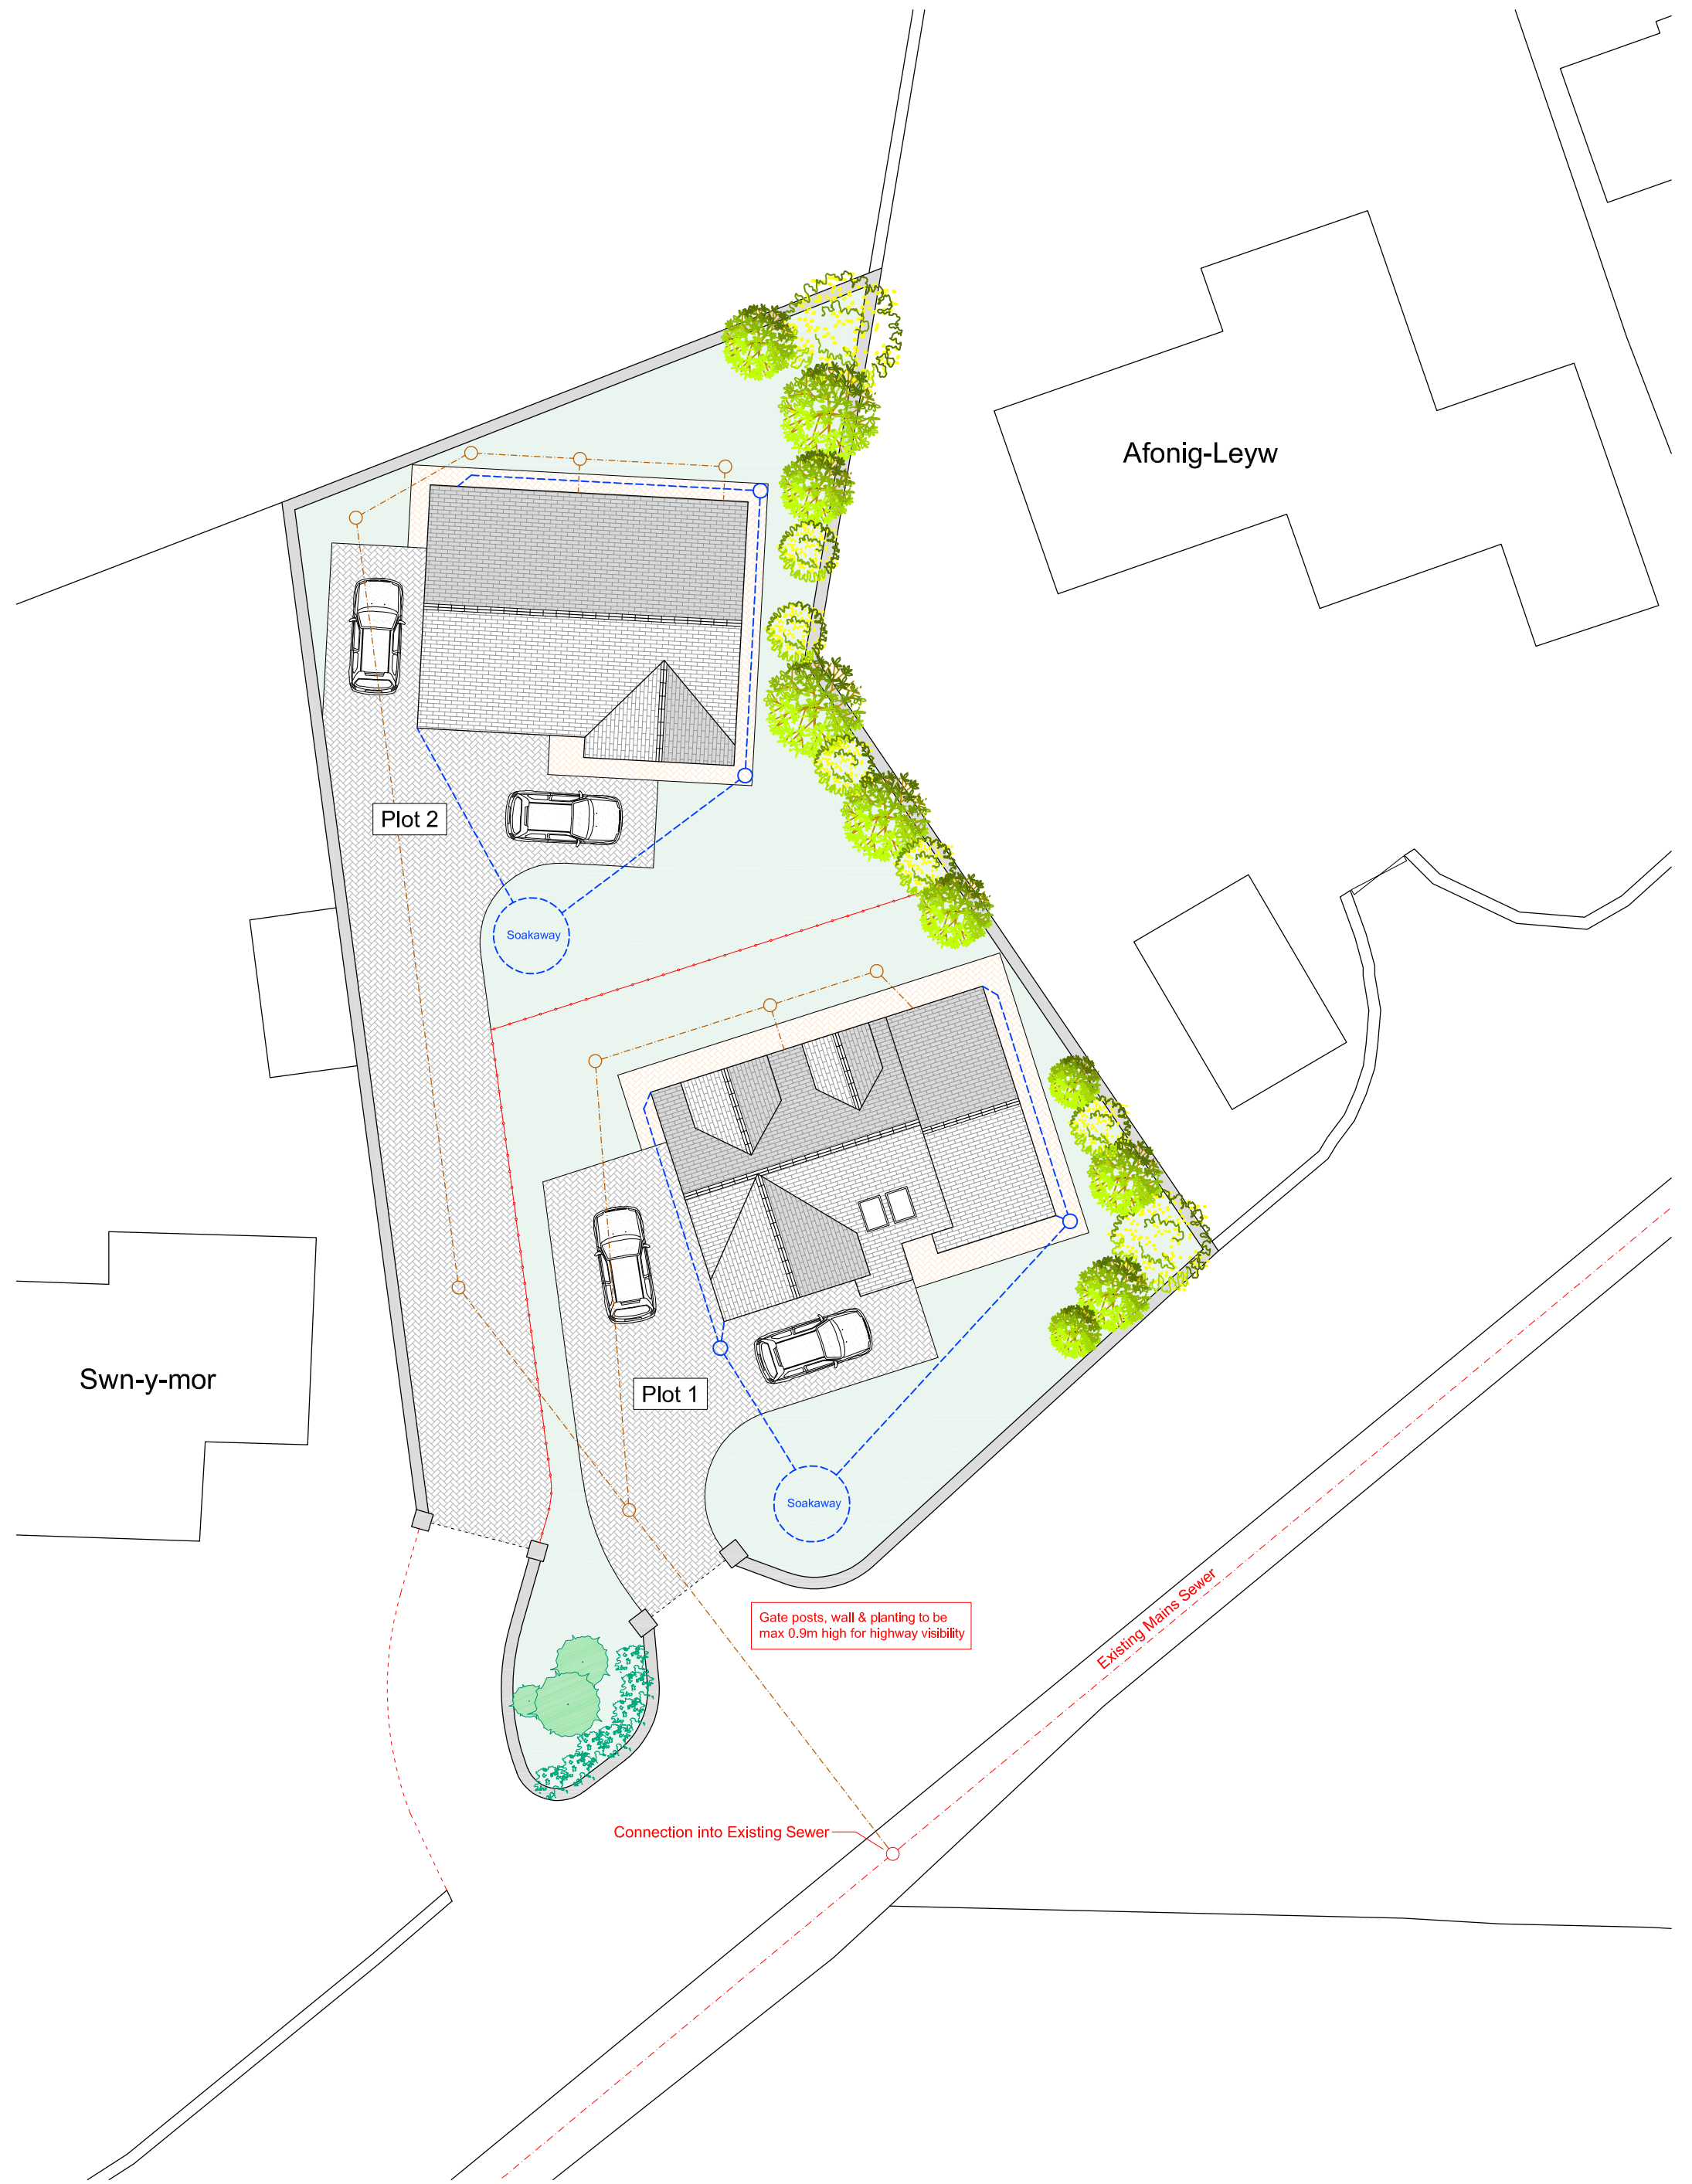 Afonig-Leyw
Plot 2
Soakaway
Swn-y-mor
Plot 1
Soakaway
Gate posts, wall & planting to be
max 0.9m high for highway visibility
Existing Mains Sewer
Connection into Existing Sewer